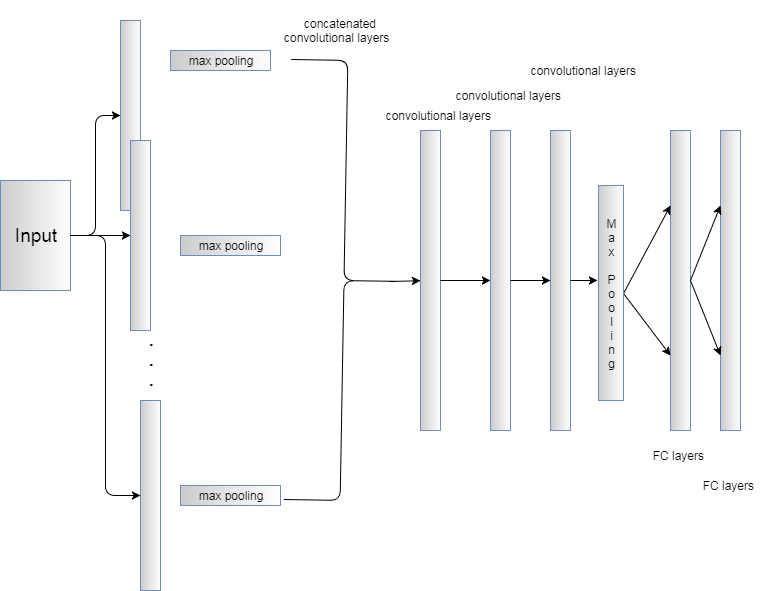 concatenated
convolutional layers
max pooling
convolutional layers
convolutional layers
convolutional layers
Input
max pooling
.
.
.
max pooling
Max Pooling
FC layers
FC layers